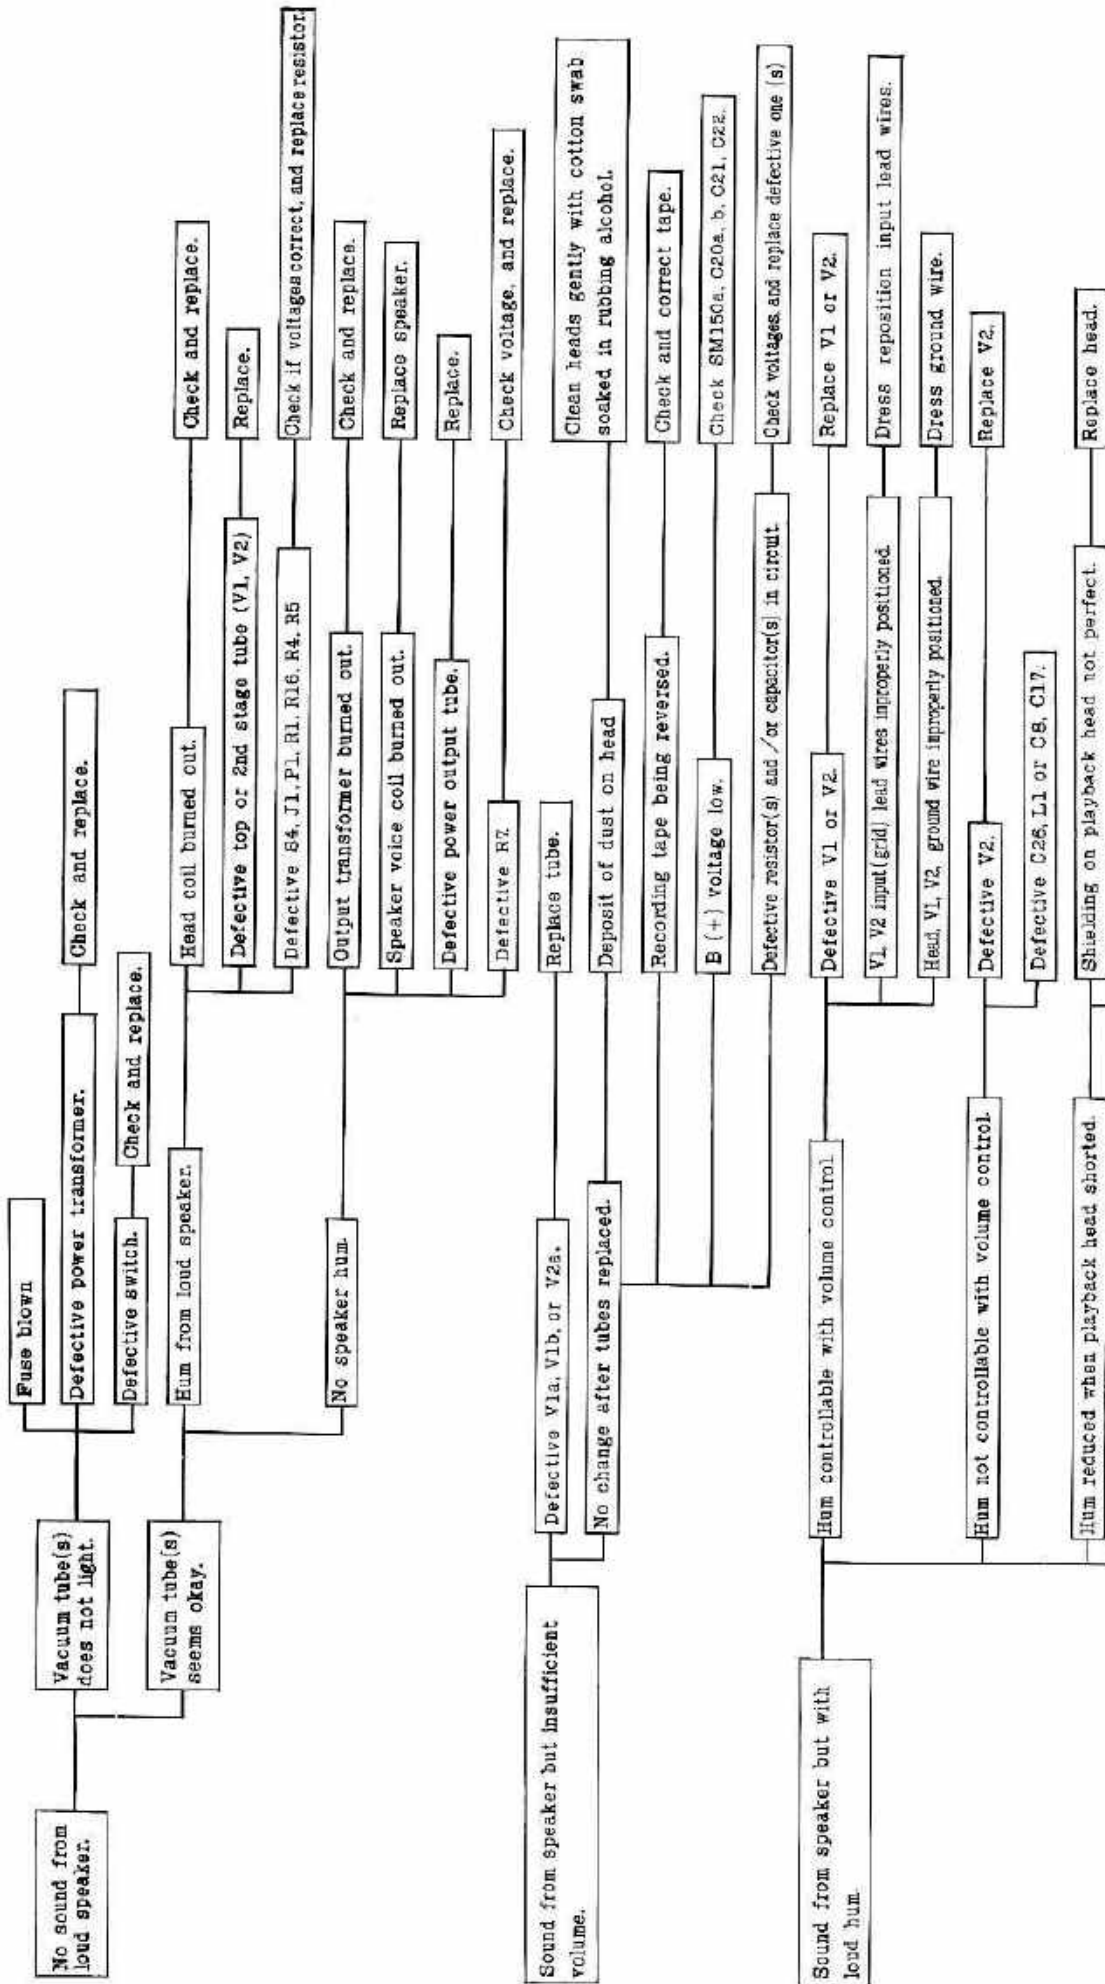 No sound from
loud speaker.
Vacuum tube(s)
does not light.
Fuse blown
Defective power transformer.
Check and replace.
Defective switch.
Check and replace.
Vacuum tube(s)
seems okay.
Hum from loud speaker.
Head coil burned out.
Check and replace.
Defective top or 2nd stage tube (V1, V2)
Replace.
Defective S4, J1, P1, R1, R16, R4, R5
Check if voltages correct, and replace resistor.
No speaker hum.
Output transformer burned out.
Check and replace.
Speaker voice coil burned out.
Replace speaker.
Defective power output tube.
Replace.
Defective R7.
Check voltage, and replace.
Sound from speaker but insufficient
volume.
Defective V1a, V1b, or V2a.
Replace tube.
No change after tubes replaced.
Deposit of dust on head
Clean heads gently with cotton swab
soaked in rubbing alcohol.
Recording tape being reversed.
Check and correct tape.
B (+) Voltage low.
Check SM150a, C20a, b, C21, C22.
Defective resistor(s) and/or capacitor(s) in circuit.
Check voltages, and replace defective one (s)
Sound from speaker but with
loud hum.
Hum controllable with volume control
Defective V1 or V2.
Replace V1 or V2.
V1, V2 input(grid) lead wires improperly positioned.
Dress reposition input lead wires.
Head, V1, V2, ground wire improperly positioned.
Dress ground wire.
Hum not controllable with volume control.
Defective V2.
Replace V2.
Defective C26, L1 or C8, C17.
Hum reduced when playback head shorted.
Shielding on playback head not perfect.
Replace head.